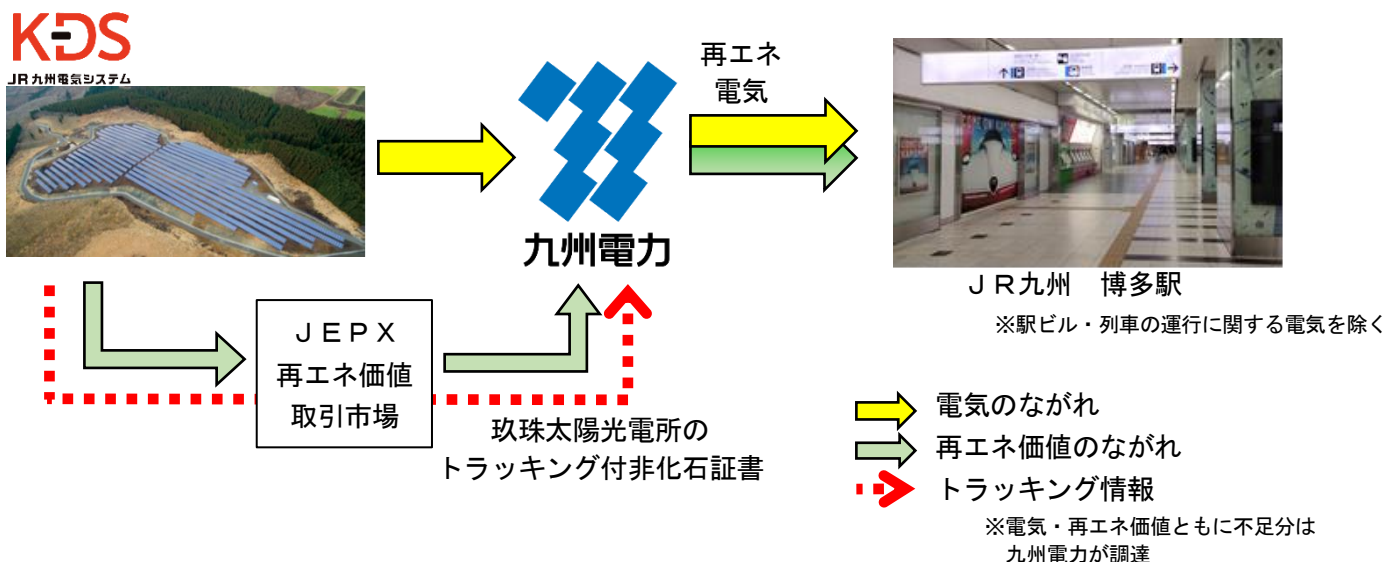 KDS
JR九州電気システム
再エネ
電気
九州電力
JR九州 博多駅
※駅ビル・列車の運行に関する電気を除く
JEPX
再エネ価値
取引市場
玖珠太陽光電所の
トラッキング付非化石証書
電気のながれ
再エネ価値のながれ
トラッキング情報
※電気・再エネ価値ともに不足分は
九州電力が調達